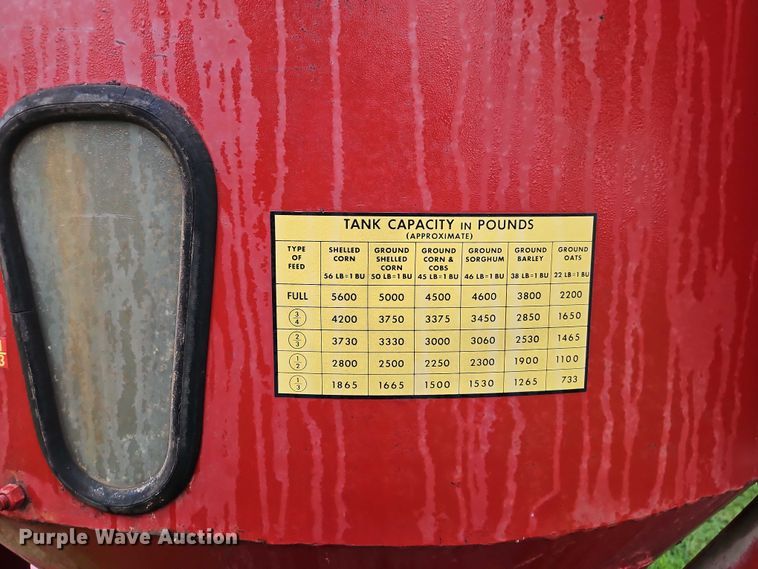 TANK CAPACITY IN POUNDS
(APPROXIMATE)
TYPE OF FEED SHELLED CORN 56 LB=1 BU GROUND SHELLED CORN 50 LB=1 BU GROUND CORN & COBS 45 LB=1 BU GROUND SORGHUM 46 LB=1 BU GROUND BARLEY 38 LB=1 BU GROUND OATS 22 LB=1 BU
FULL 5600 5000 4500 4600 3800 2200
3/4 4200 3750 3375 3450 2850 1650
2/3 3730 3330 3000 3060 2530 1465
1/2 2800 2500 2250 2300 1900 1100
1/3 1865 1665 1500 1530 1265 733
Purple Wave Auction